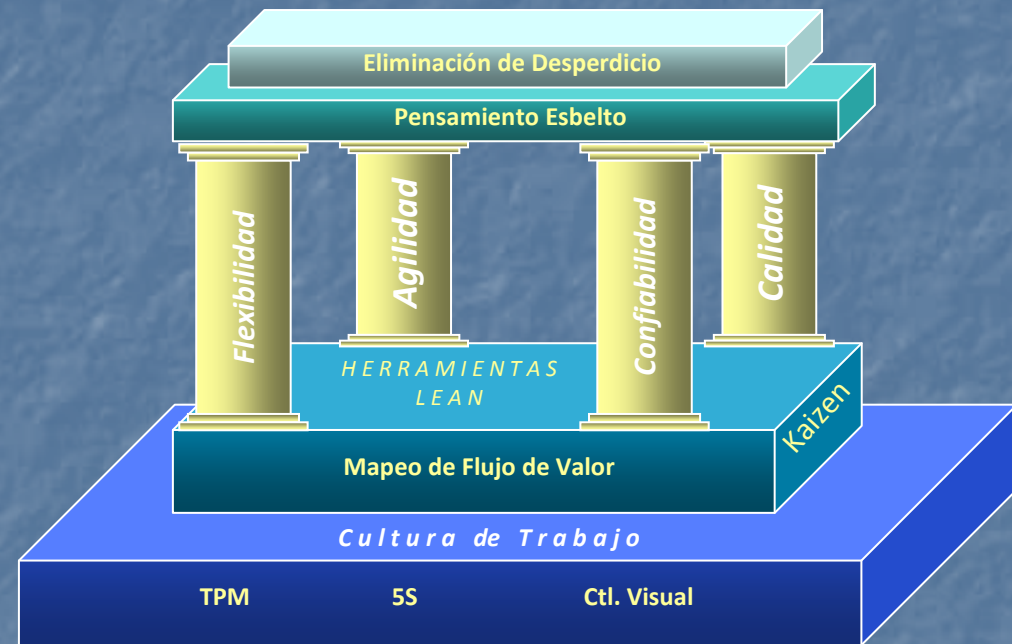 Eliminación de Desperdicio
Pensamiento Esbelto
Flexibilidad
Agilidad
Confiabilidad
Calidad
HERRAMIENTAS
LEAN
Kaizen
Mapeo de Flujo de Valor
Cultura de Trabajo
TPM 5S Ctl. Visual